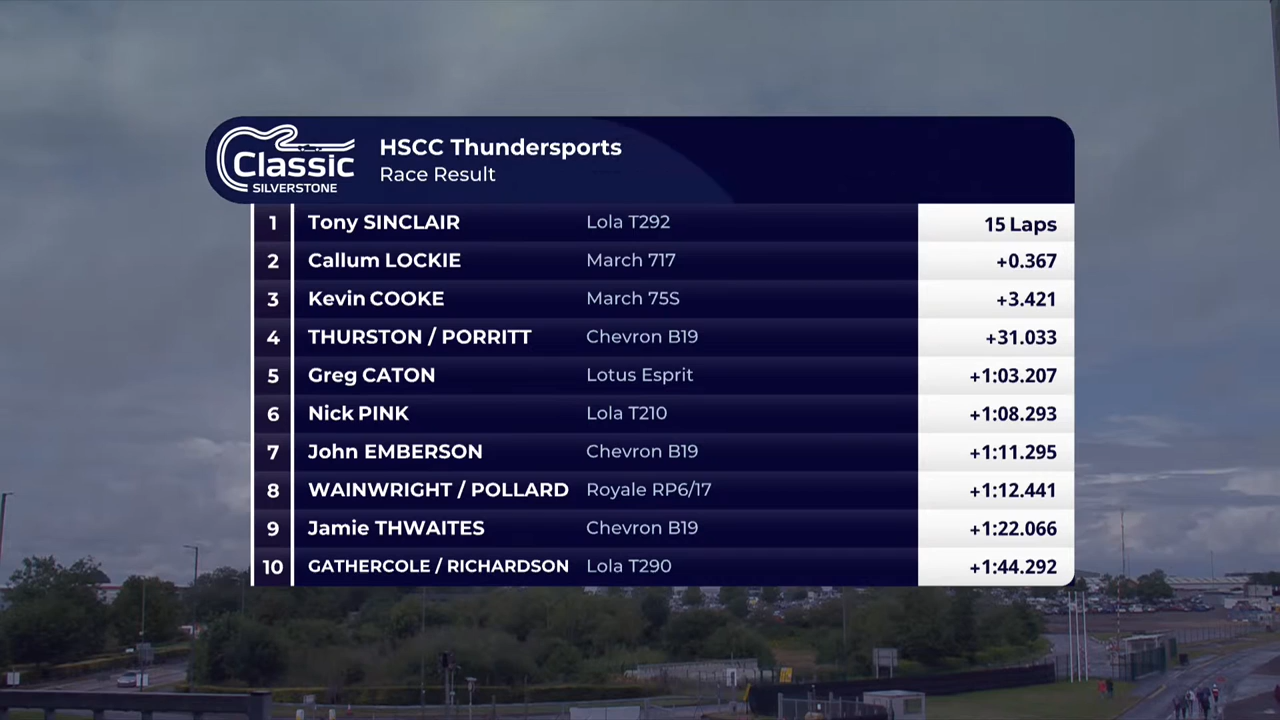 Classic
SILVERSTONE
HSCC Thundersports
Race Result
1 Tony SINCLAIR Lola T292 15 Laps
2 Callum LOCKIE March 717 +0.367
3 Kevin COOKE March 75S +3.421
4 THURSTON / PORRITT Chevron B19 +31.033
5 Greg CATON Lotus Esprit +1:03.207
6 Nick PINK Lola T210 +1:08.293
7 John EMBERSON Chevron B19 +1:11.295
8 WAINWRIGHT / POLLARD Royale RP6/17 +1:12.441
9 Jamie THWAITES Chevron B19 +1:22.066
10 GATHERCOLE / RICHARDSON Lola T290 +1:44.292